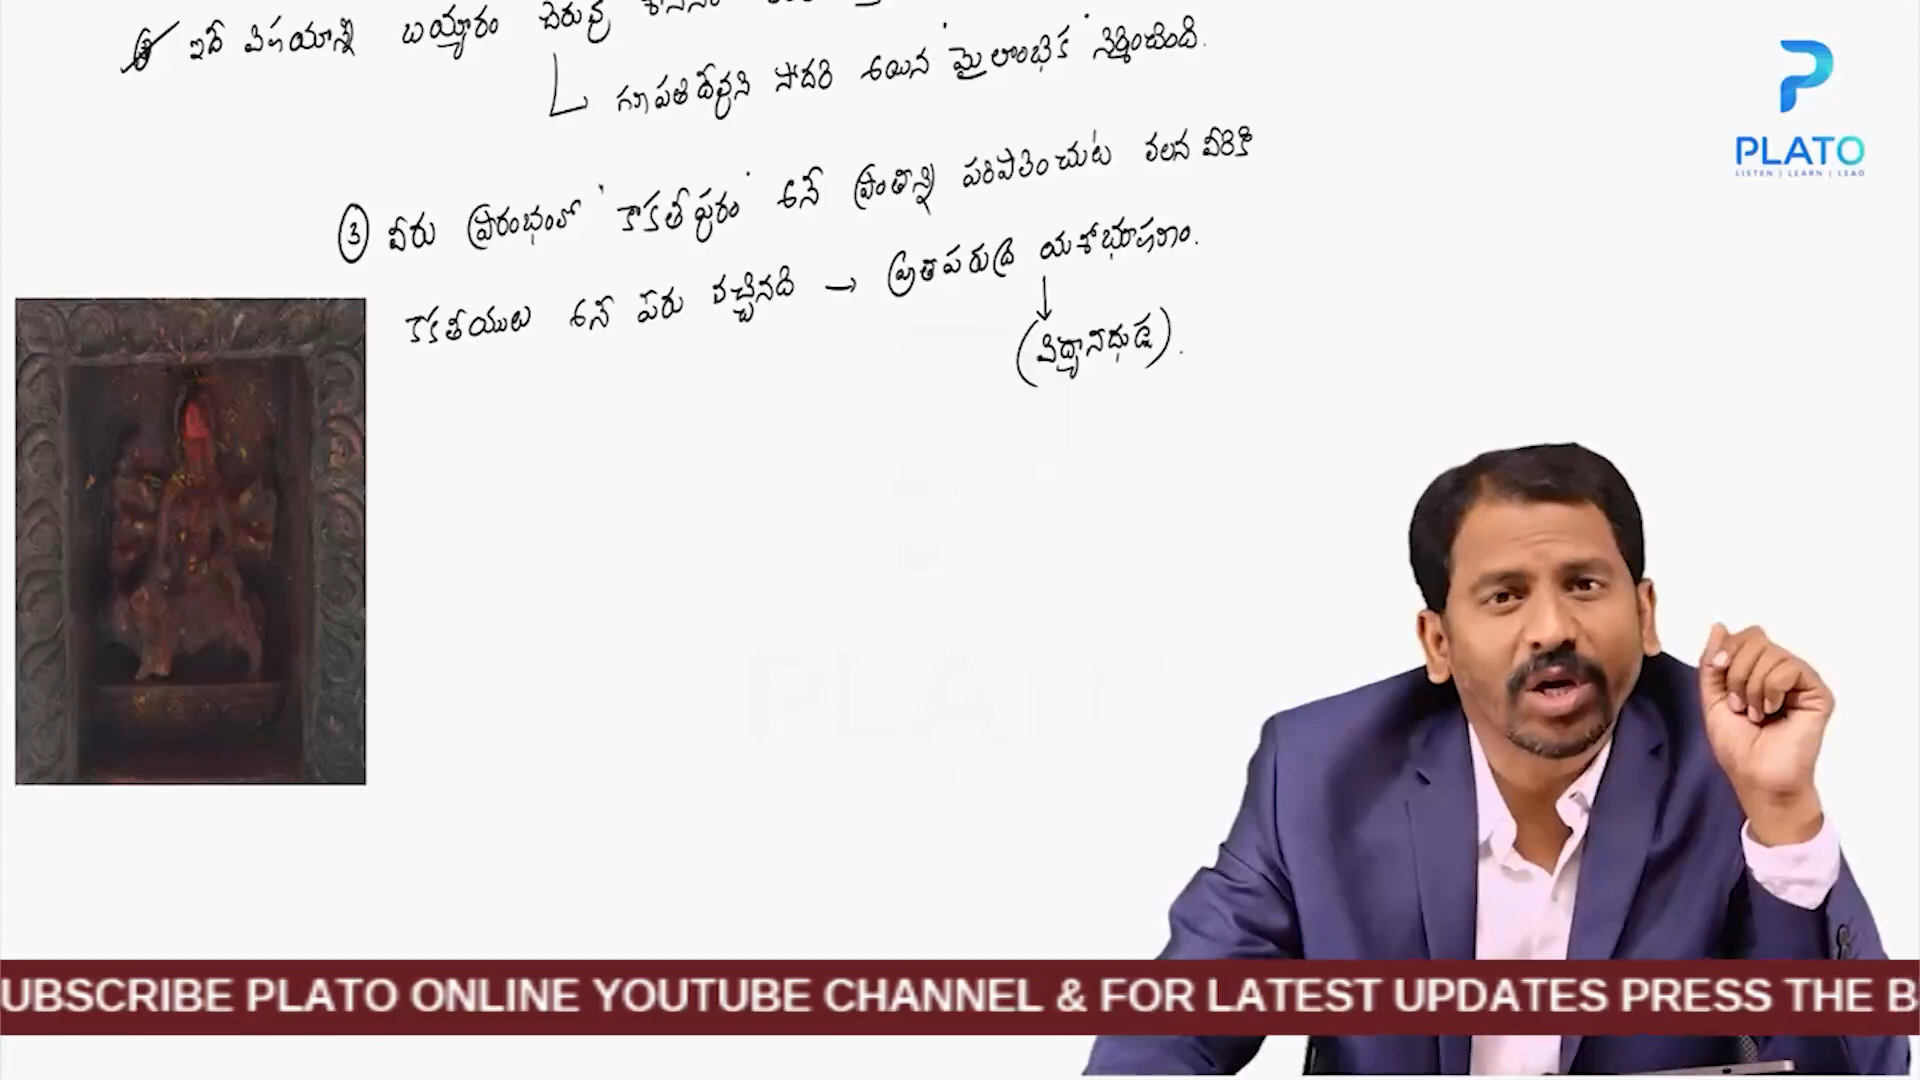 ఇదే విషయాన్ని బయ్యారం చెరువు శాసనం
గణపతిదేవుని సోదరి అయిన 'మైలాంభిక' నిర్మించింది.
③ వీరు ప్రారంభంలో 'కాకతీపురం' అనే ప్రాంతాన్ని పరిపాలించుట వలన వీరికి
కాకతీయులు అనే పేరు వచ్చినది → ప్రతాపరుద్ర యశోభూషణం.
(విద్యానాధుడు).
PLATO
LISTEN | LEARN | LEAD
PLATO
UBSCRIBE PLATO ONLINE YOUTUBE CHANNEL & FOR LATEST UPDATES PRESS THE B